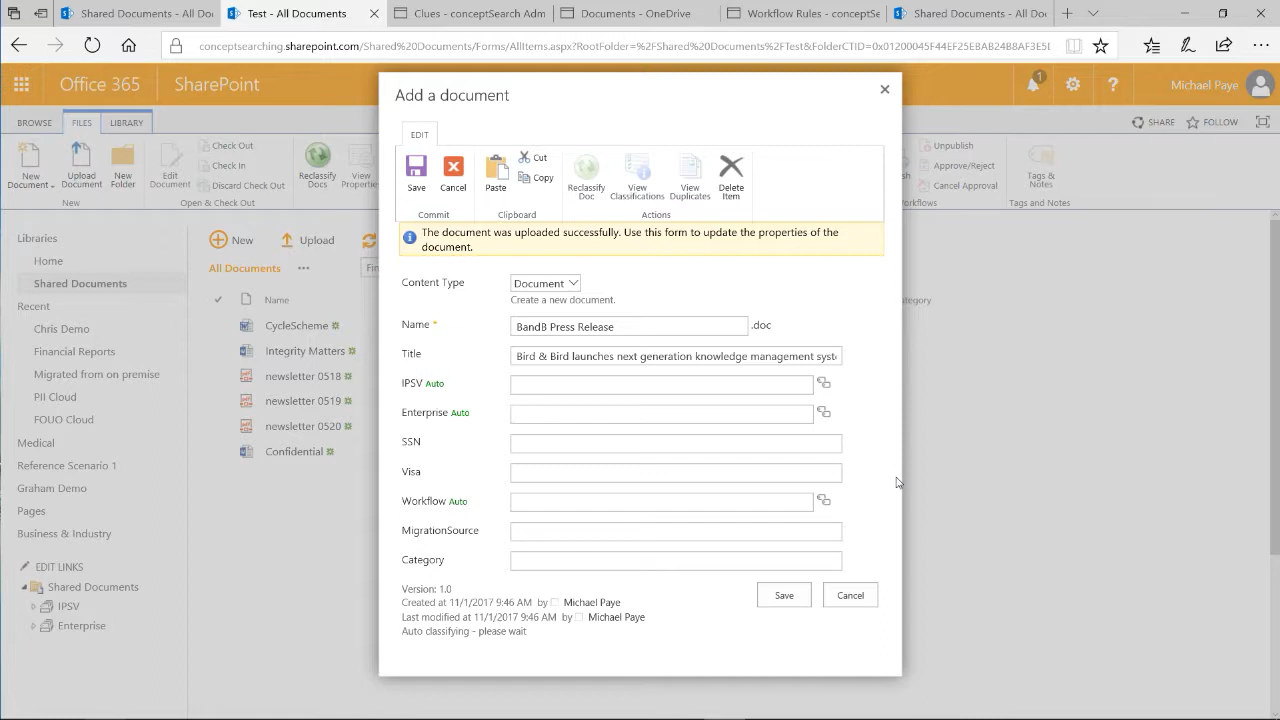 Shared Documents - All Doc
Test - All Documents
Clues - conceptSearch Adm
Documents - OneDrive
Workflow Rules - conceptSe
Shared Documents - All Doc
conceptsearching.sharepoint.com/Shared%20Documents/Forms/AllItems.aspx?RootFolder=%2FShared%20Documents%2FTest&FolderCTID=0x01200045F44EF25EBAB24B8AF3E5D
Office 365
SharePoint
1
?
Michael Paye
BROWSE
FILES
LIBRARY
SHARE
FOLLOW
New
Document
Upload
Document
New
Folder
New
Edit
Document
Check Out
Check In
Discard Check Out
Open & Check Out
Reclassify
Docs
View
Properties
Unpublish
Approve/Reject
Cancel Approval
Tags &
Notes
Tags and Notes
Libraries
Home
Shared Documents
Recent
Chris Demo
Financial Reports
Migrated from on premise
PII Cloud
FOUO Cloud
Medical
Reference Scenario 1
Graham Demo
Pages
Business & Industry
EDIT LINKS
Shared Documents
IPSV
Enterprise
New
Upload
All Documents
Name
CycleScheme
Integrity Matters
newsletter 0518
newsletter 0519
newsletter 0520
Confidential
Add a document
EDIT
Save
Cancel
Commit
Paste
Cut
Copy
Clipboard
Reclassify
Doc
View
Classifications
View
Duplicates
Delete
Item
Actions
The document was uploaded successfully. Use this form to update the properties of the
document.
Content Type
Document
Create a new document.
Name *
BandB Press Release
.doc
Title
Bird & Bird launches next generation knowledge management syste
IPSV Auto
Enterprise Auto
SSN
Visa
Workflow Auto
MigrationSource
Category
Version: 1.0
Created at 11/1/2017 9:46 AM by Michael Paye
Last modified at 11/1/2017 9:46 AM by Michael Paye
Auto classifying - please wait
Save
Cancel